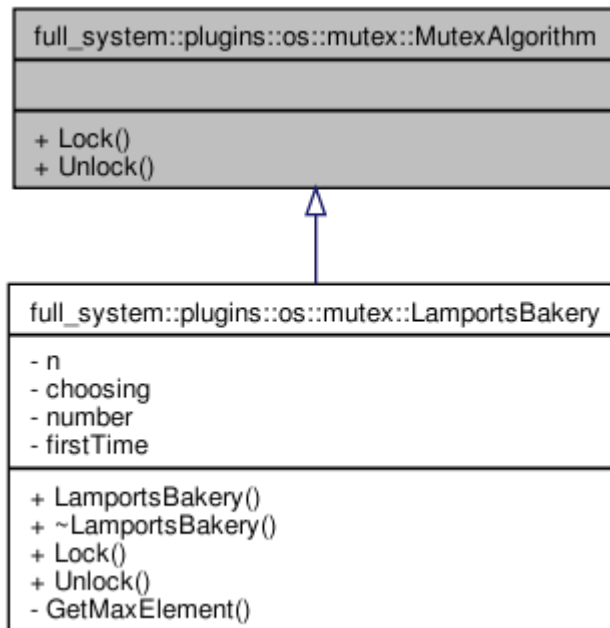 full_system::plugins::os::mutex::MutexAlgorithm
+ Lock()
+ Unlock()
full_system::plugins::os::mutex::LamportsBakery
- n
- choosing
- number
- firstTime
+ LamportsBakery()
+ ~LamportsBakery()
+ Lock()
+ Unlock()
- GetMaxElement()